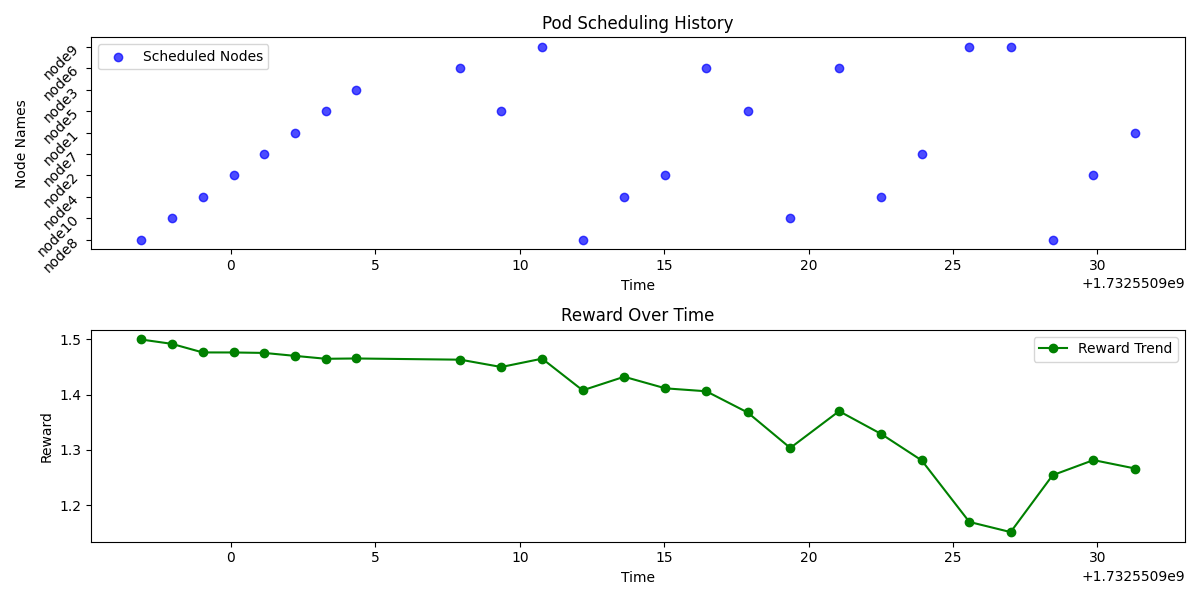 Pod Scheduling History
Scheduled Nodes
Node Names
node9
node6
node3
node5
node1
node7
node2
node4
node10
node8
0 5 10 15 20 25 30
Time
+1.7325509e9
Reward Over Time
Reward Trend
Reward
1.5
1.4
1.3
1.2
0 5 10 15 20 25 30
Time
+1.7325509e9